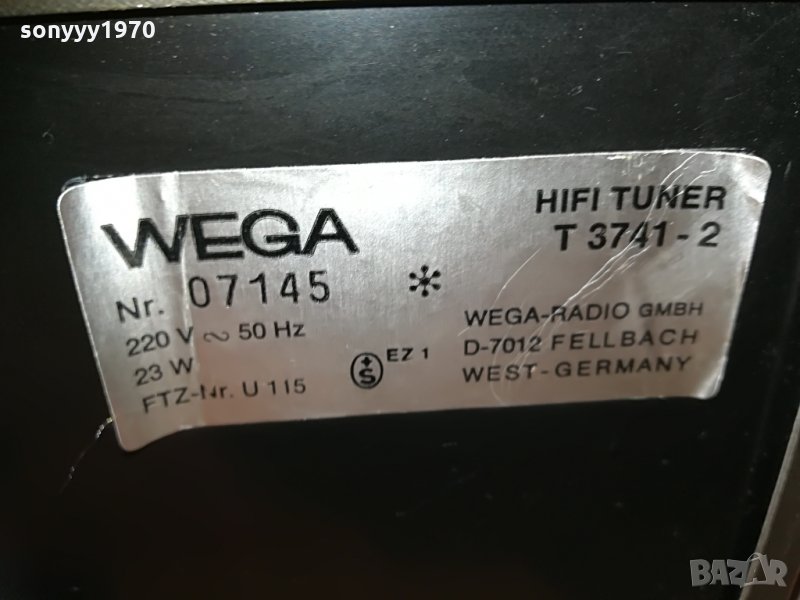 sonyyy1970
WEGA
Nr. 07145
220 V ~ 50 Hz
23 W
FTZ-Nr. U 115
*
S
EZ 1
HIFI TUNER
T 3741 - 2
WEGA-RADIO GMBH
D-7012 FELLBACH
WEST-GERMANY
BAZAR